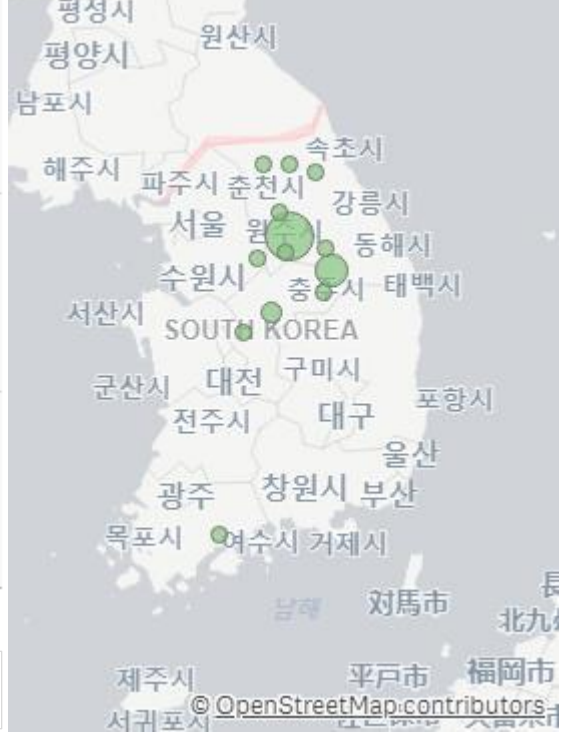 평성시
원산시
평양시
남포시
속초시
해주시
파주시 춘천시
강릉시
서울
동해시
수원시
태백시
서산시
SOUTH KOREA
구미시
대전
군산시
포항시
대구
전주시
울산
창원시
광주
부산
목포시
여수시 거제시
남해
対馬市
北九
福岡市
平戸市
제주시
© OpenStreetMap contributors
서귀포시